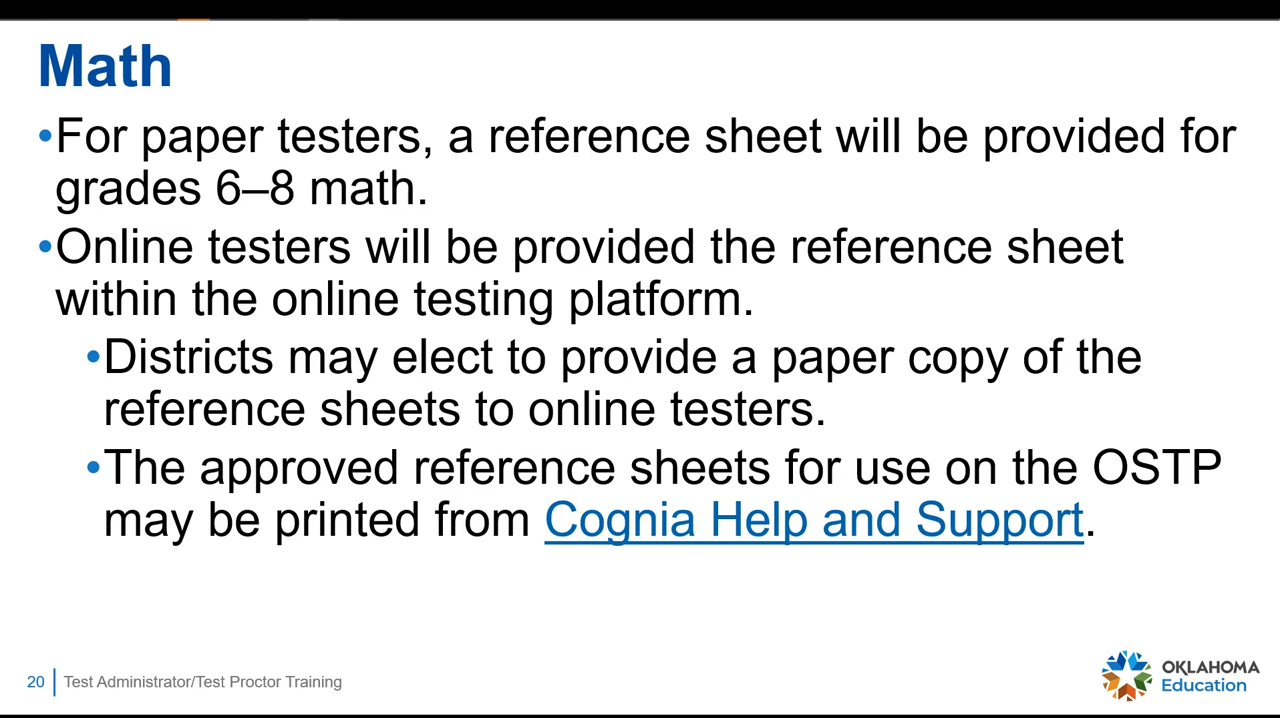 Math
•For paper testers, a reference sheet will be provided for
grades 6–8 math.
•Online testers will be provided the reference sheet
within the online testing platform.
•Districts may elect to provide a paper copy of the
reference sheets to online testers.
•The approved reference sheets for use on the OSTP
may be printed from Cognia Help and Support.
20 Test Administrator/Test Proctor Training
OKLAHOMA
Education